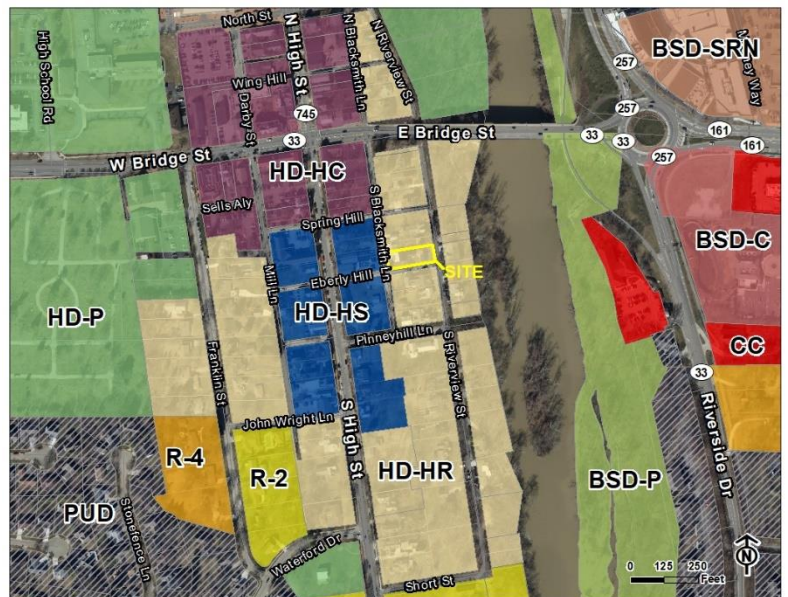 North St
N High St
N Blacksmith Ln
N Riverview St
High School Rd
BSD-SRN
Way
257
Wing Hill
Darby St
745
257
33
E Bridge St
33
33
161
161
257
W Bridge St
HD-HC
Sells Aly
S Blacksmith Ln
Spring Hill
BSD-C
SITE
Eberly Hill
Mill Ln
HD-HS
HD-P
Pinneyhill Ln
S Riverview St
CC
Franklin St
33
Riverside Dr
John Wright Ln
S High St
R-4
R-2
HD-HR
BSD-P
PUD
Stonefence Ln
Waterford Dr
Short St
0 125 250
Feet
N